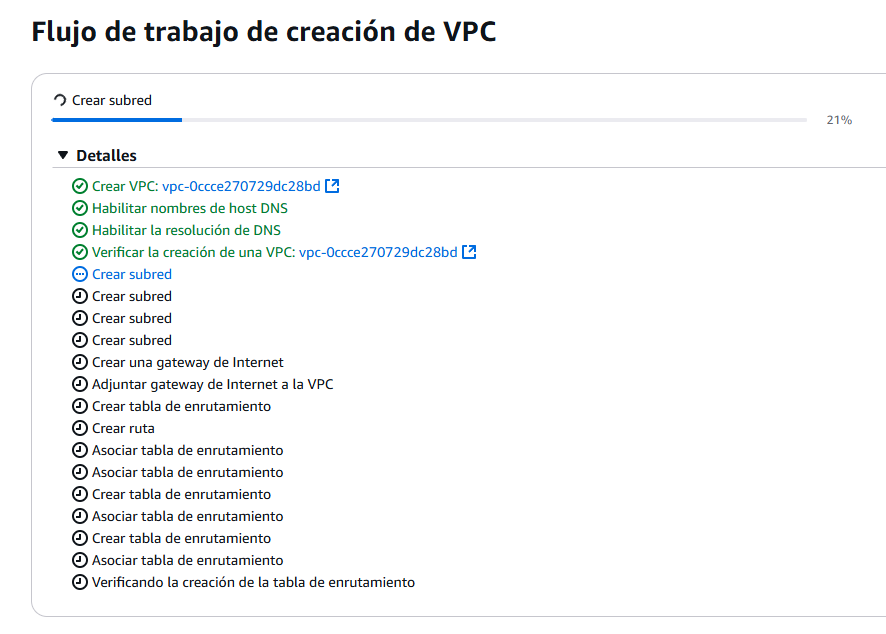 Flujo de trabajo de creación de VPC
Crear subred
21%
Detalles
Crear VPC: vpc-0ccce270729dc28bd
Habilitar nombres de host DNS
Habilitar la resolución de DNS
Verificar la creación de una VPC: vpc-0ccce270729dc28bd
Crear subred
Crear subred
Crear subred
Crear subred
Crear una gateway de Internet
Adjuntar gateway de Internet a la VPC
Crear tabla de enrutamiento
Crear ruta
Asociar tabla de enrutamiento
Asociar tabla de enrutamiento
Crear tabla de enrutamiento
Asociar tabla de enrutamiento
Crear tabla de enrutamiento
Asociar tabla de enrutamiento
Verificando la creación de la tabla de enrutamiento